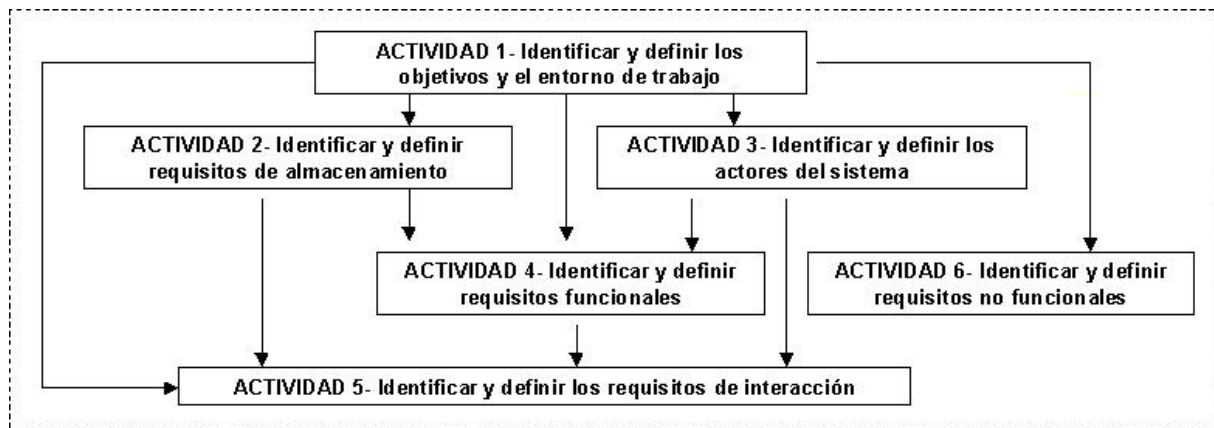 ACTIVIDAD 1- Identificar y definir los
objetivos y el entorno de trabajo
ACTIVIDAD 2- Identificar y definir
requisitos de almacenamiento
ACTIVIDAD 3- Identificar y definir los
actores del sistema
ACTIVIDAD 4- Identificar y definir
requisitos funcionales
ACTIVIDAD 6- Identificar y definir
requisitos no funcionales
ACTIVIDAD 5- Identificar y definir los requisitos de interacción